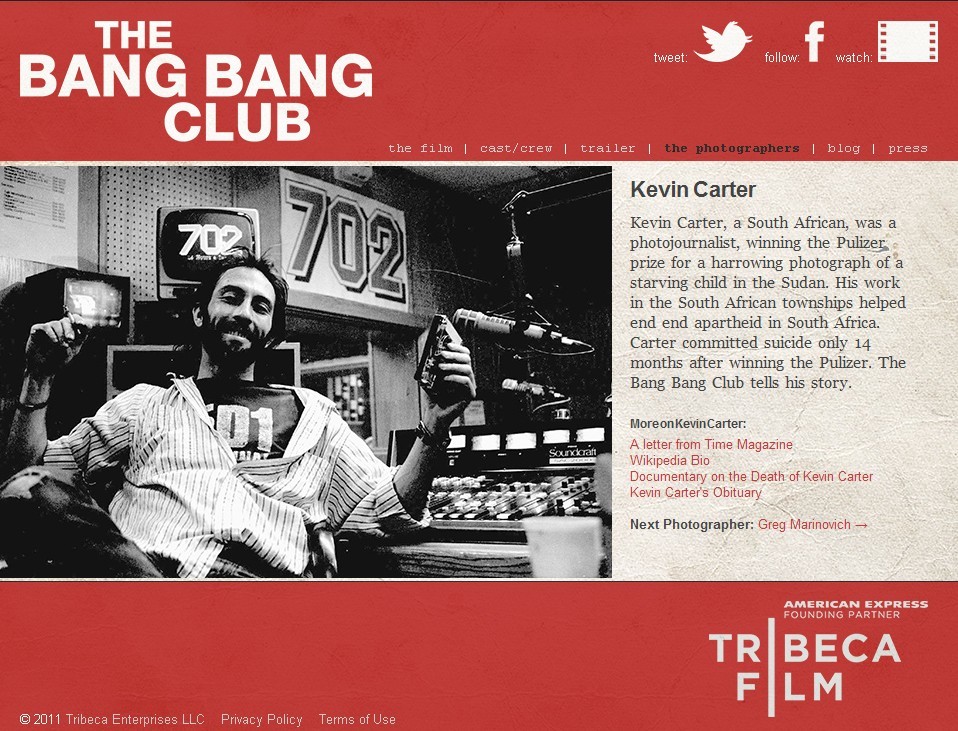 THE
BANG BANG
CLUB
tweet:
follow:
watch:
the film | cast/crew | trailer | the photographers | blog | press
702
702
101
Soundcraft
Kevin Carter
Kevin Carter, a South African, was a
photojournalist, winning the Pulizer
prize for a harrowing photograph of a
starving child in the Sudan. His work
in the South African townships helped
end end apartheid in South Africa.
Carter committed suicide only 14
months after winning the Pulizer. The
Bang Bang Club tells his story.
MoreonKevinCarter:
A letter from Time Magazine
Wikipedia Bio
Documentary on the Death of Kevin Carter
Kevin Carter's Obituary
Next Photographer: Greg Marinovich →
AMERICAN EXPRESS
FOUNDING PARTNER
TRIBECA
FILM
© 2011 Tribeca Enterprises LLC Privacy Policy Terms of Use